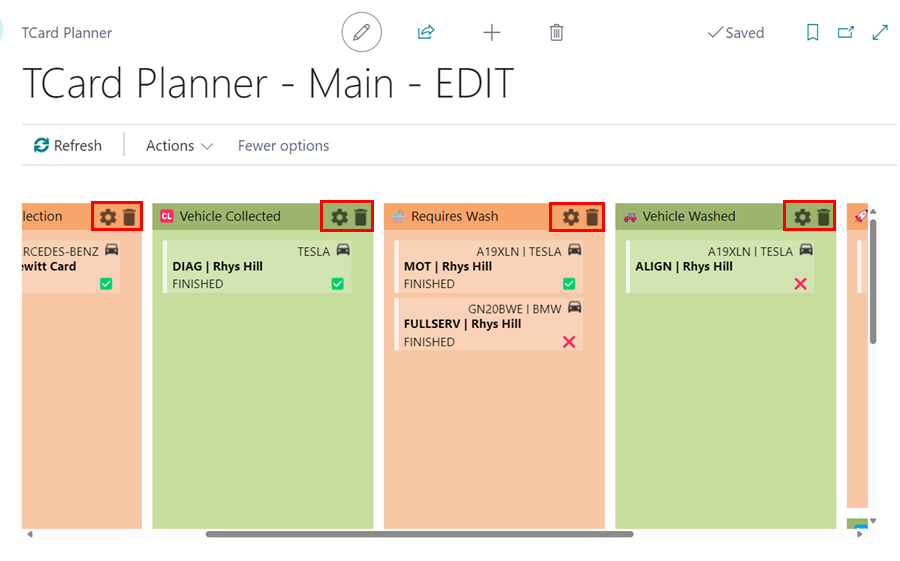 TCard Planner
Saved
TCard Planner - Main - EDIT
Refresh
Actions
Fewer options
lection
CL Vehicle Collected
Requires Wash
Vehicle Washed
RCEDES-BENZ
ewitt Card
TESLA
DIAG | Rhys Hill
FINISHED
A19XLN | TESLA
MOT | Rhys Hill
FINISHED
GN20BWE | BMW
FULLSERV | Rhys Hill
FINISHED
A19XLN | TESLA
ALIGN | Rhys Hill